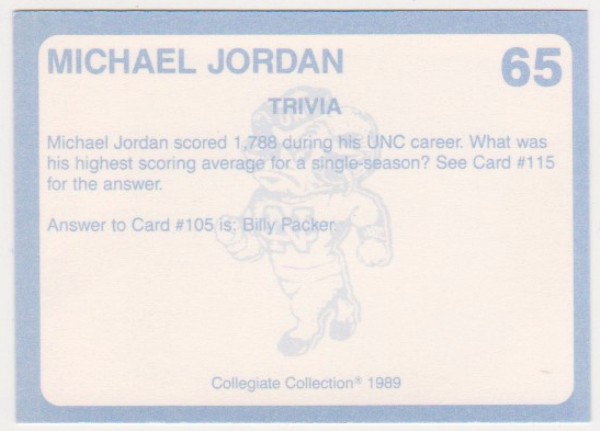 MICHAEL JORDAN 65
TRIVIA
Michael Jordan scored 1,788 during his UNC career. What was
his highest scoring average for a single-season? See Card #115
for the answer.
Answer to Card #105 is: Billy Packer.
Collegiate Collection® 1989